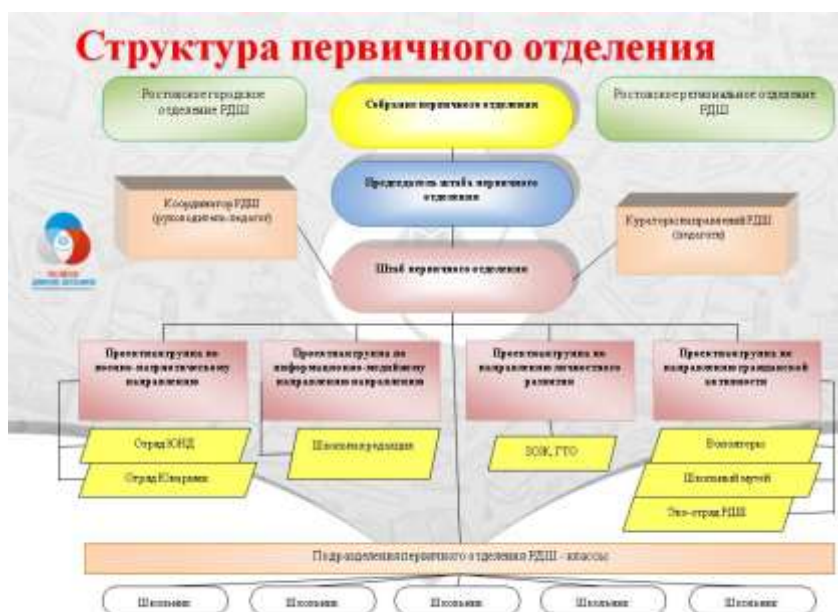 Структура первичного отделения
Ростовское городское
отделение РДШ
Собрание первичного отделения
Ростовское региональное отделение
РДШ
Председатель штаба первичного
отделения
Координатор РДШ
(руководитель-педагог)
Кураторы направлений РДШ
(педагоги)
Штаб первичного отделения
Проектная группа по
военно-патриотическому
направлению
Проектная группа по
информационно-медийному
направлению направлению
Проектная группа по
направлению личностного
развития
Проектная группа по
направлению гражданской
активности
Отряд ЮИД
Отряд Юнармии
Школьная редакция
ЗОЖ, ГТО
Волонтеры
Школьный музей
Эко-отряд РДШ
Подразделения первичного отделения РДШ - классы
Школьник
Школьник
Школьник
Школьник
Школьник